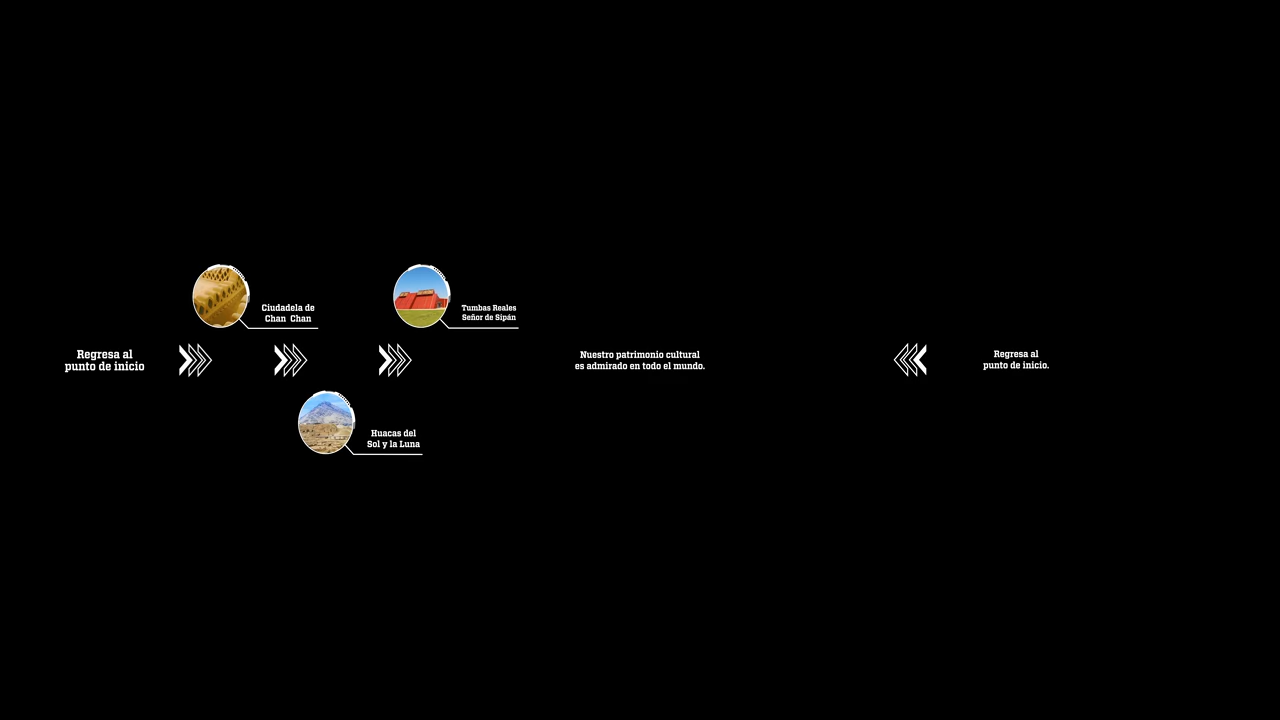 Regresa al
punto de inicio
Ciudadela de
Chan Chan
Huacas del
Sol y la Luna
Tumbas Reales
Señor de Sipán
Nuestro patrimonio cultural
es admirado en todo el mundo.
Regresa al
punto de inicio.